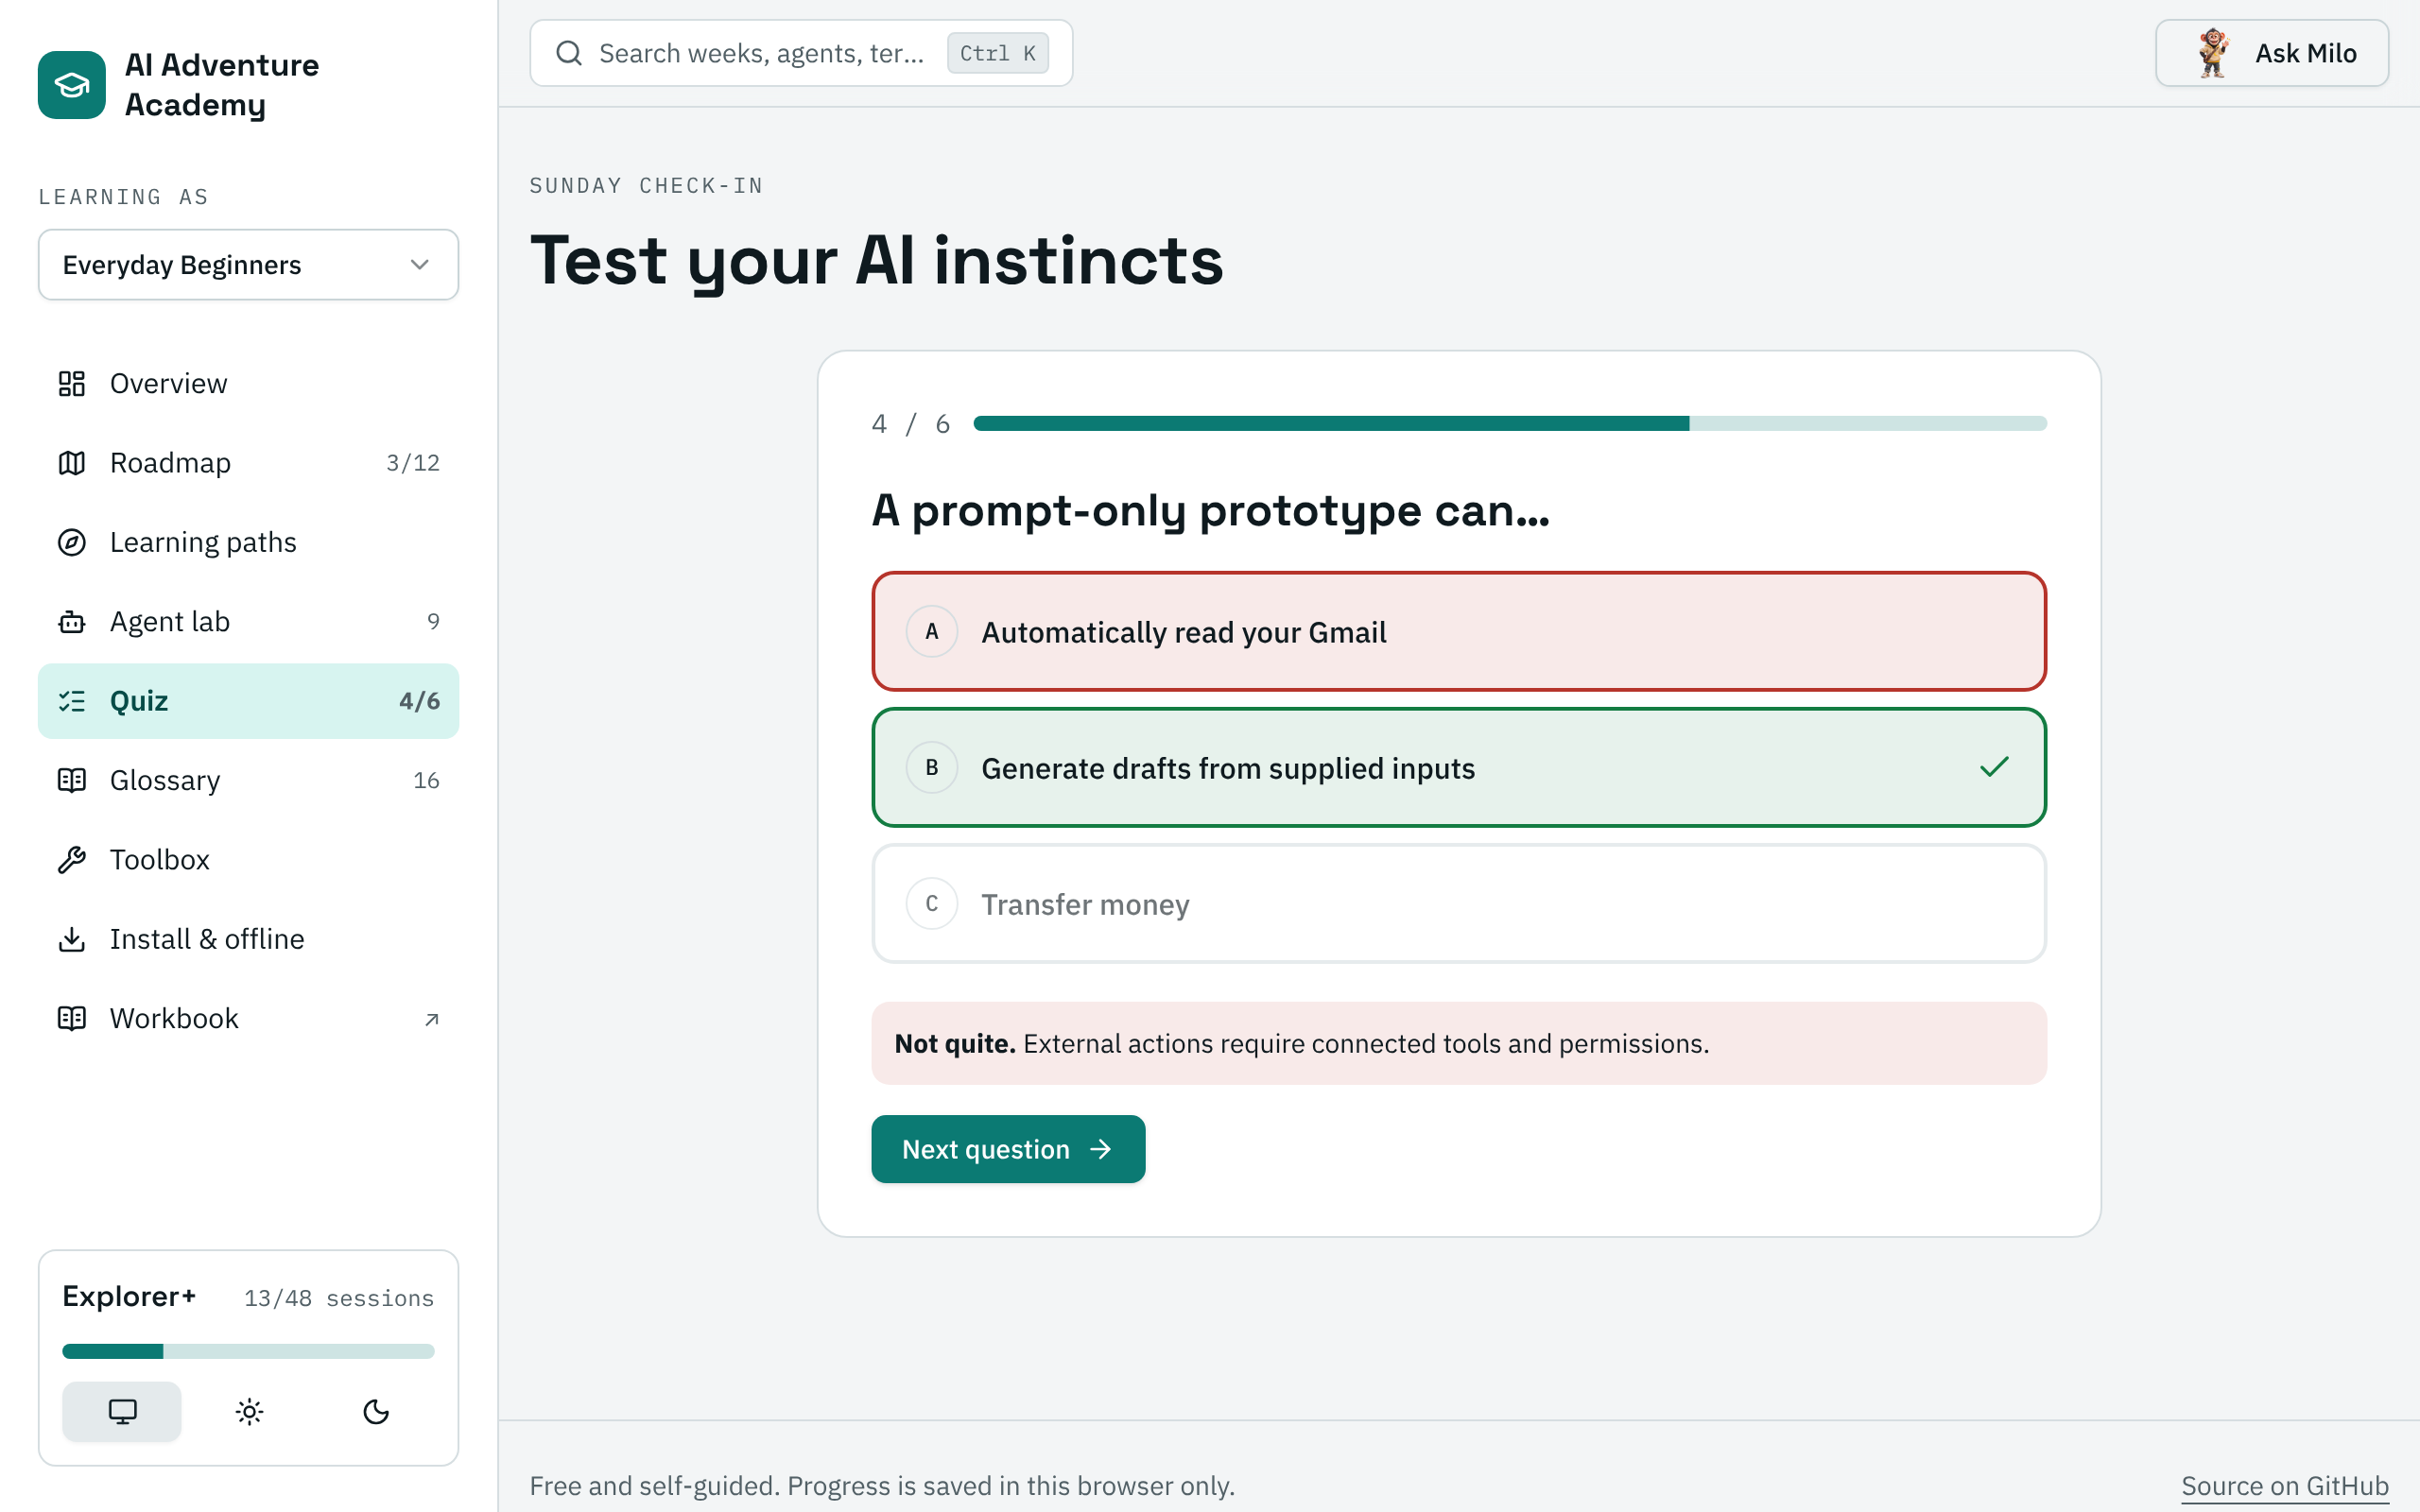 AI Adventure
Academy
LEARNING AS
Everyday Beginners
Overview
Roadmap 3/12
Learning paths
Agent lab 9
Quiz 4/6
Glossary 16
Toolbox
Install & offline
Workbook
Explorer+ 13/48 sessions
Search weeks, agents, ter... Ctrl K
Ask Milo
SUNDAY CHECK-IN
Test your AI instincts
4 / 6
A prompt-only prototype can...
A Automatically read your Gmail
B Generate drafts from supplied inputs
C Transfer money
Not quite. External actions require connected tools and permissions.
Next question
Free and self-guided. Progress is saved in this browser only.
Source on GitHub